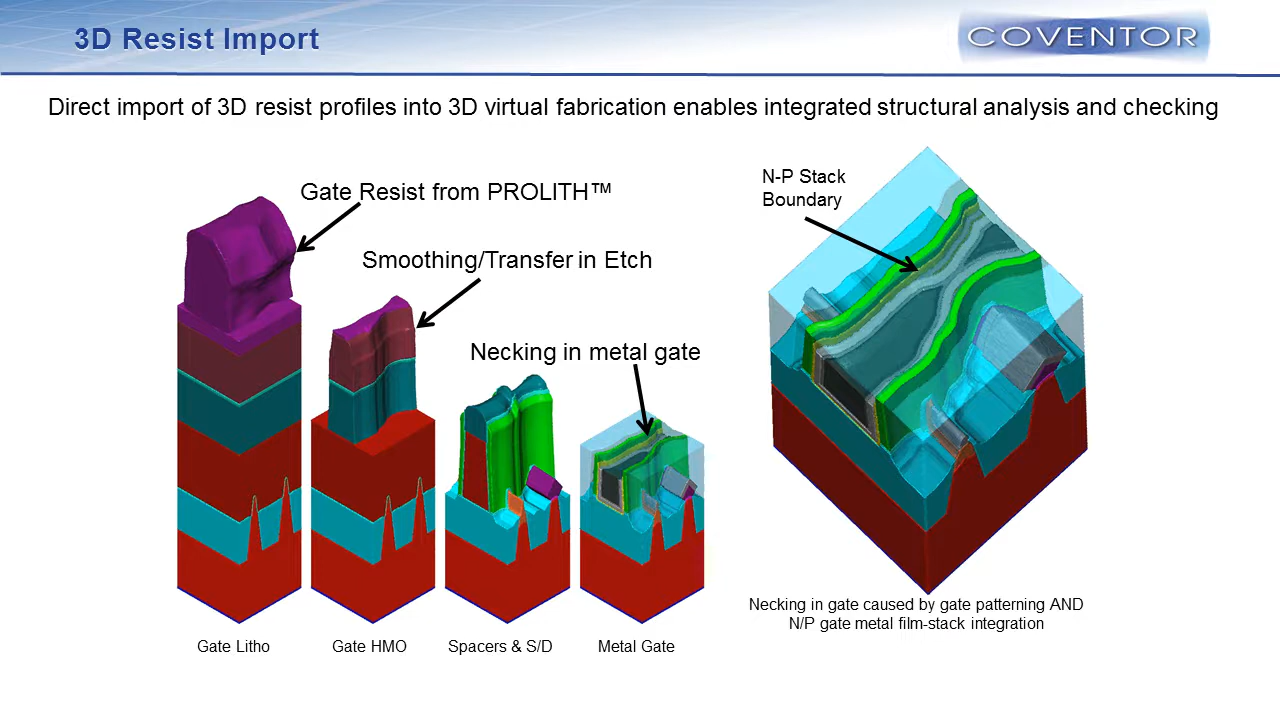 3D Resist Import
COVENTOR
Direct import of 3D resist profiles into 3D virtual fabrication enables integrated structural analysis and checking
Gate Resist from PROLITH™
Smoothing/Transfer in Etch
Necking in metal gate
N-P Stack
Boundary
Necking in gate caused by gate patterning AND
N/P gate metal film-stack integration
Gate Litho
Gate HMO
Spacers & S/D
Metal Gate